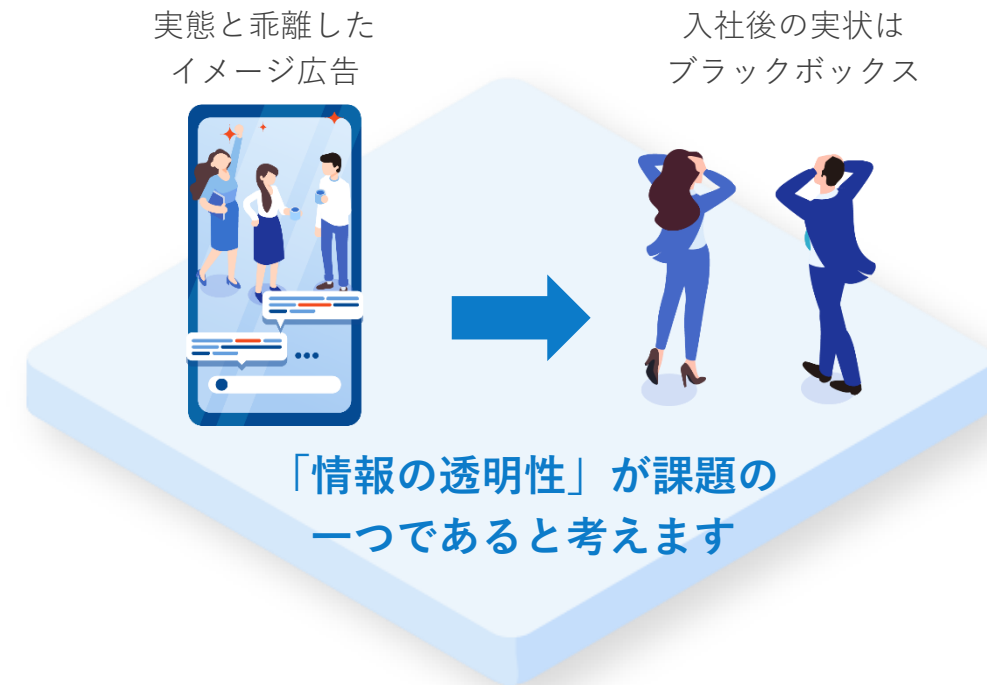 実態と乖離した
イメージ広告
入社後の実状は
ブラックボックス
「情報の透明性」が課題の
一つであると考えます